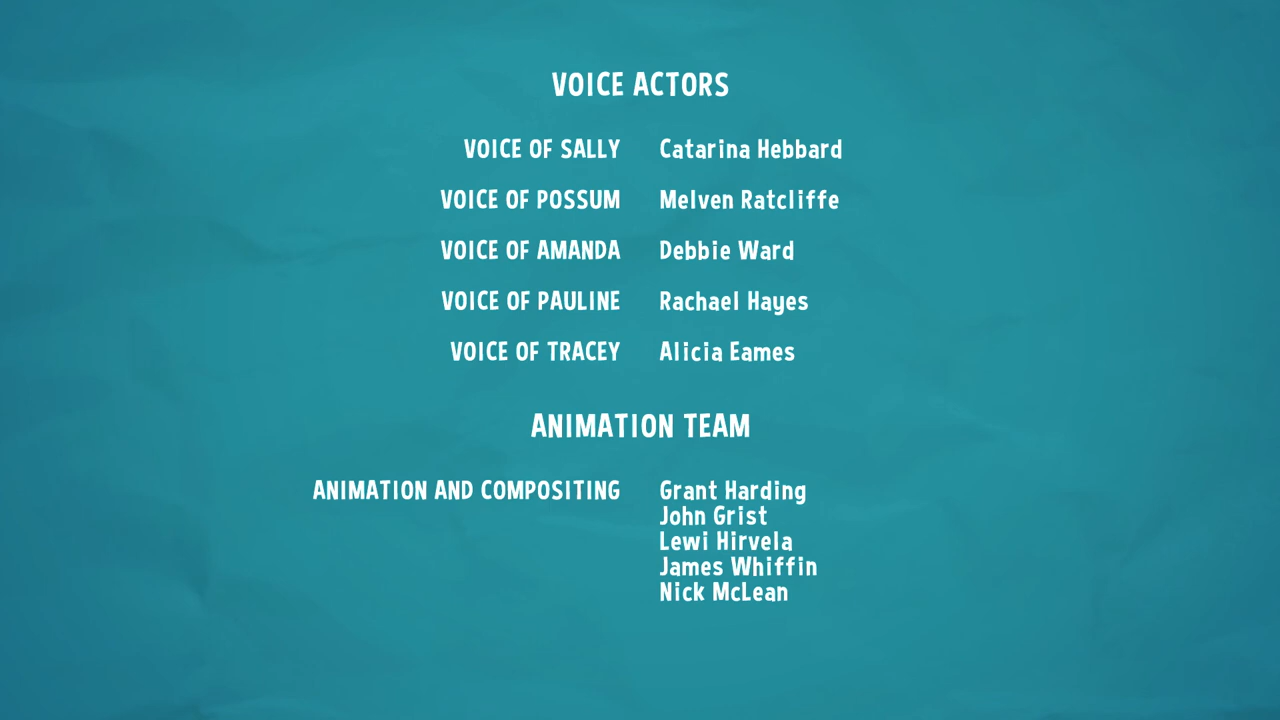 VOICE ACTORS
VOICE OF SALLY Catarina Hebbard
VOICE OF POSSUM Melven Ratcliffe
VOICE OF AMANDA Debbie Ward
VOICE OF PAULINE Rachael Hayes
VOICE OF TRACEY Alicia Eames
ANIMATION TEAM
ANIMATION AND COMPOSITING Grant Harding
John Grist
Lewi Hirvela
James Whiffin
Nick McLean